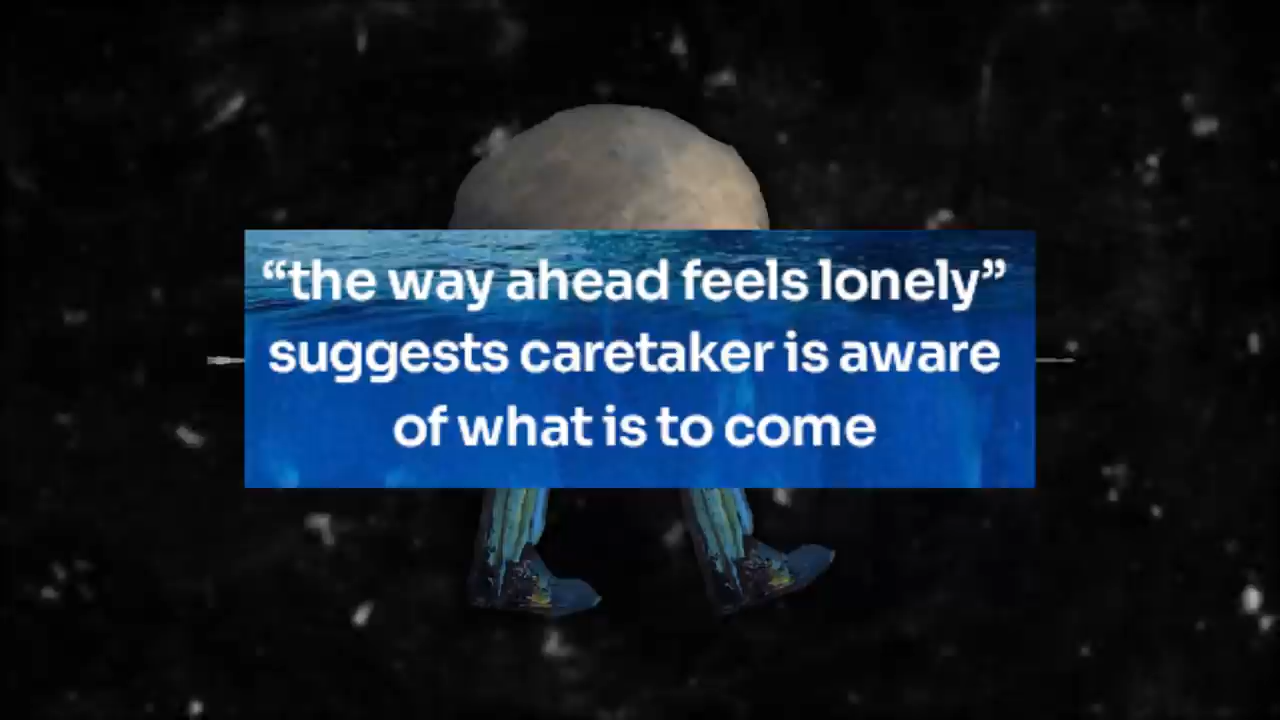 “the way ahead feels lonely”
suggests caretaker is aware
of what is to come